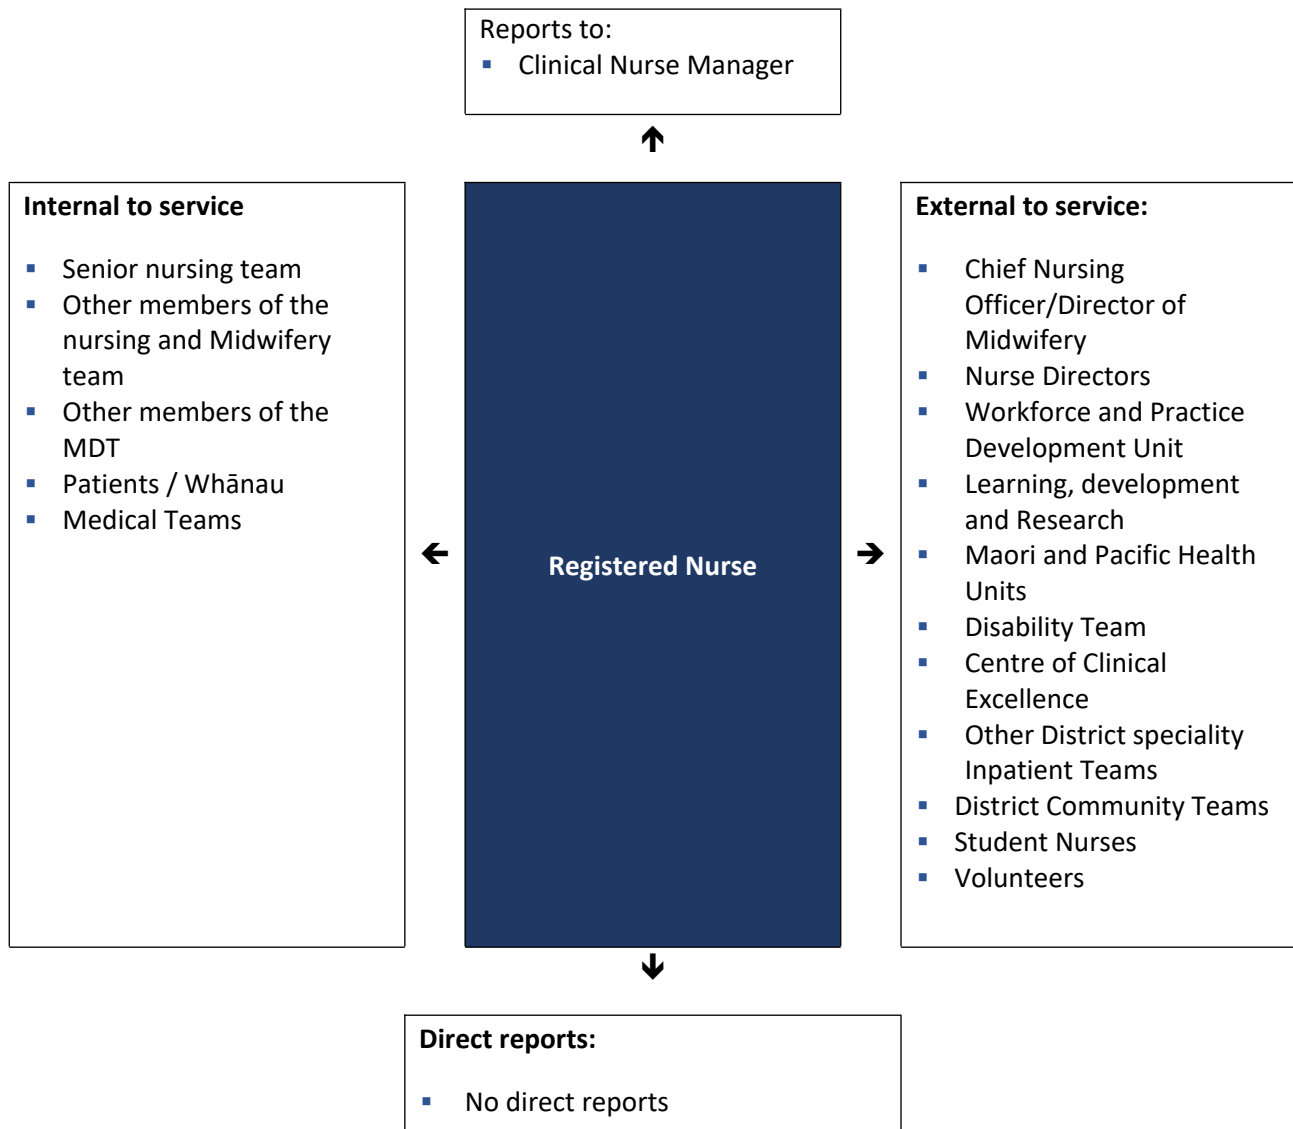 Reports to:
▪ Clinical Nurse Manager
Internal to service
▪ Senior nursing team
▪ Other members of the
nursing and Midwifery
team
▪ Other members of the
MDT
▪ Patients / Whānau
▪ Medical Teams
Registered Nurse
External to service:
▪ Chief Nursing
Officer/Director of
Midwifery
▪ Nurse Directors
▪ Workforce and Practice
Development Unit
▪ Learning, development
and Research
▪ Maori and Pacific Health
Units
▪ Disability Team
▪ Centre of Clinical
Excellence
▪ Other District speciality
Inpatient Teams
▪ District Community Teams
▪ Student Nurses
▪ Volunteers
Direct reports:
▪ No direct reports